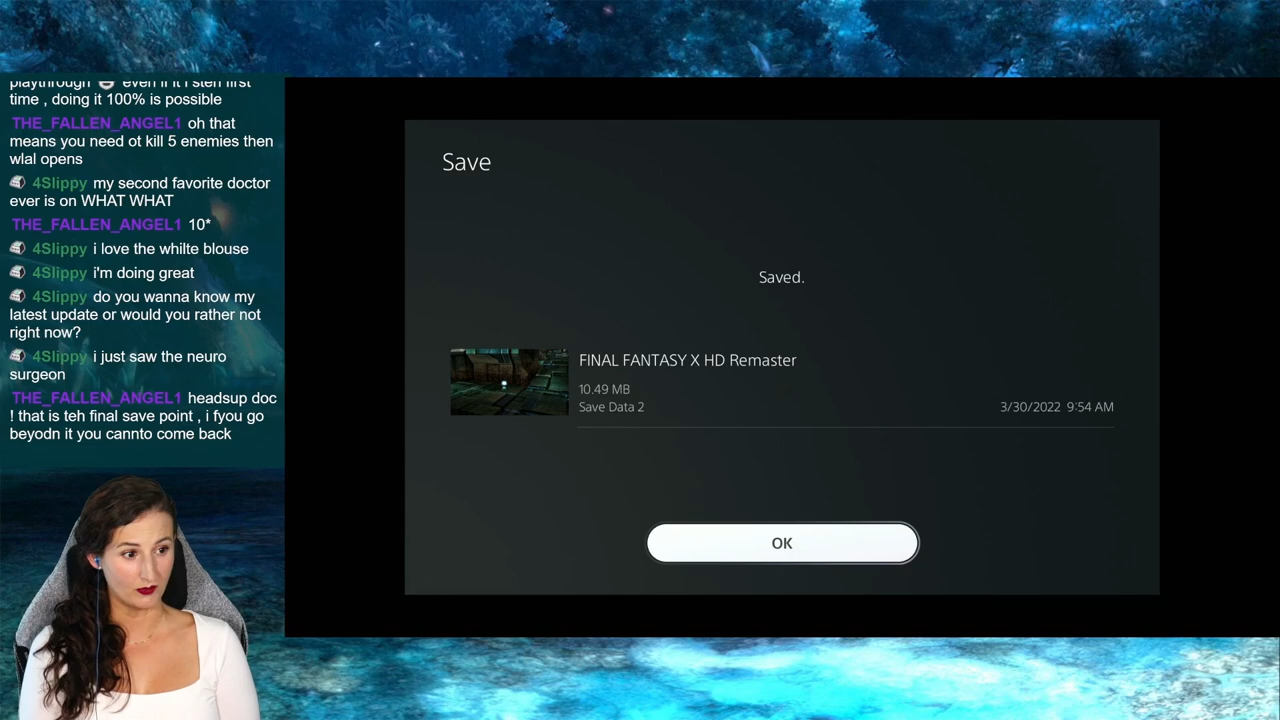 playthrough even if it i sten first
time , doing it 100% is possible
THE_FALLEN_ANGEL1 oh that
means you need ot kill 5 enemies then
wlal opens
4Slippy my second favorite doctor
ever is on WHAT WHAT
THE_FALLEN_ANGEL1 10*
4Slippy i love the whilte blouse
4Slippy i'm doing great
4Slippy do you wanna know my
latest update or would you rather not
right now?
4Slippy i just saw the neuro
surgeon
THE_FALLEN_ANGEL1 headsup doc
! that is teh final save point , i fyou go
beyodn it you cannto come back
Save
Saved.
FINAL FANTASY X HD Remaster
10.49 MB
Save Data 2
3/30/2022 9:54 AM
OK